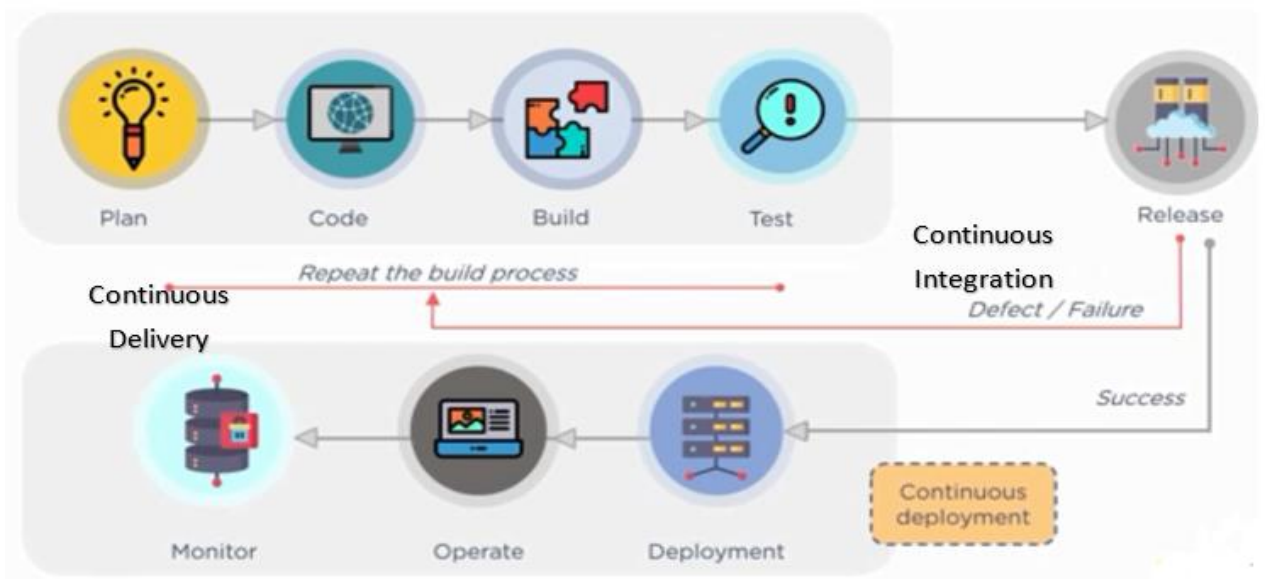 Plan
Code
Build
Test
Release
Continuous
Integration
Repeat the build process
Continuous
Delivery
Defect / Failure
Success
Continuous
deployment
Monitor
Operate
Deployment